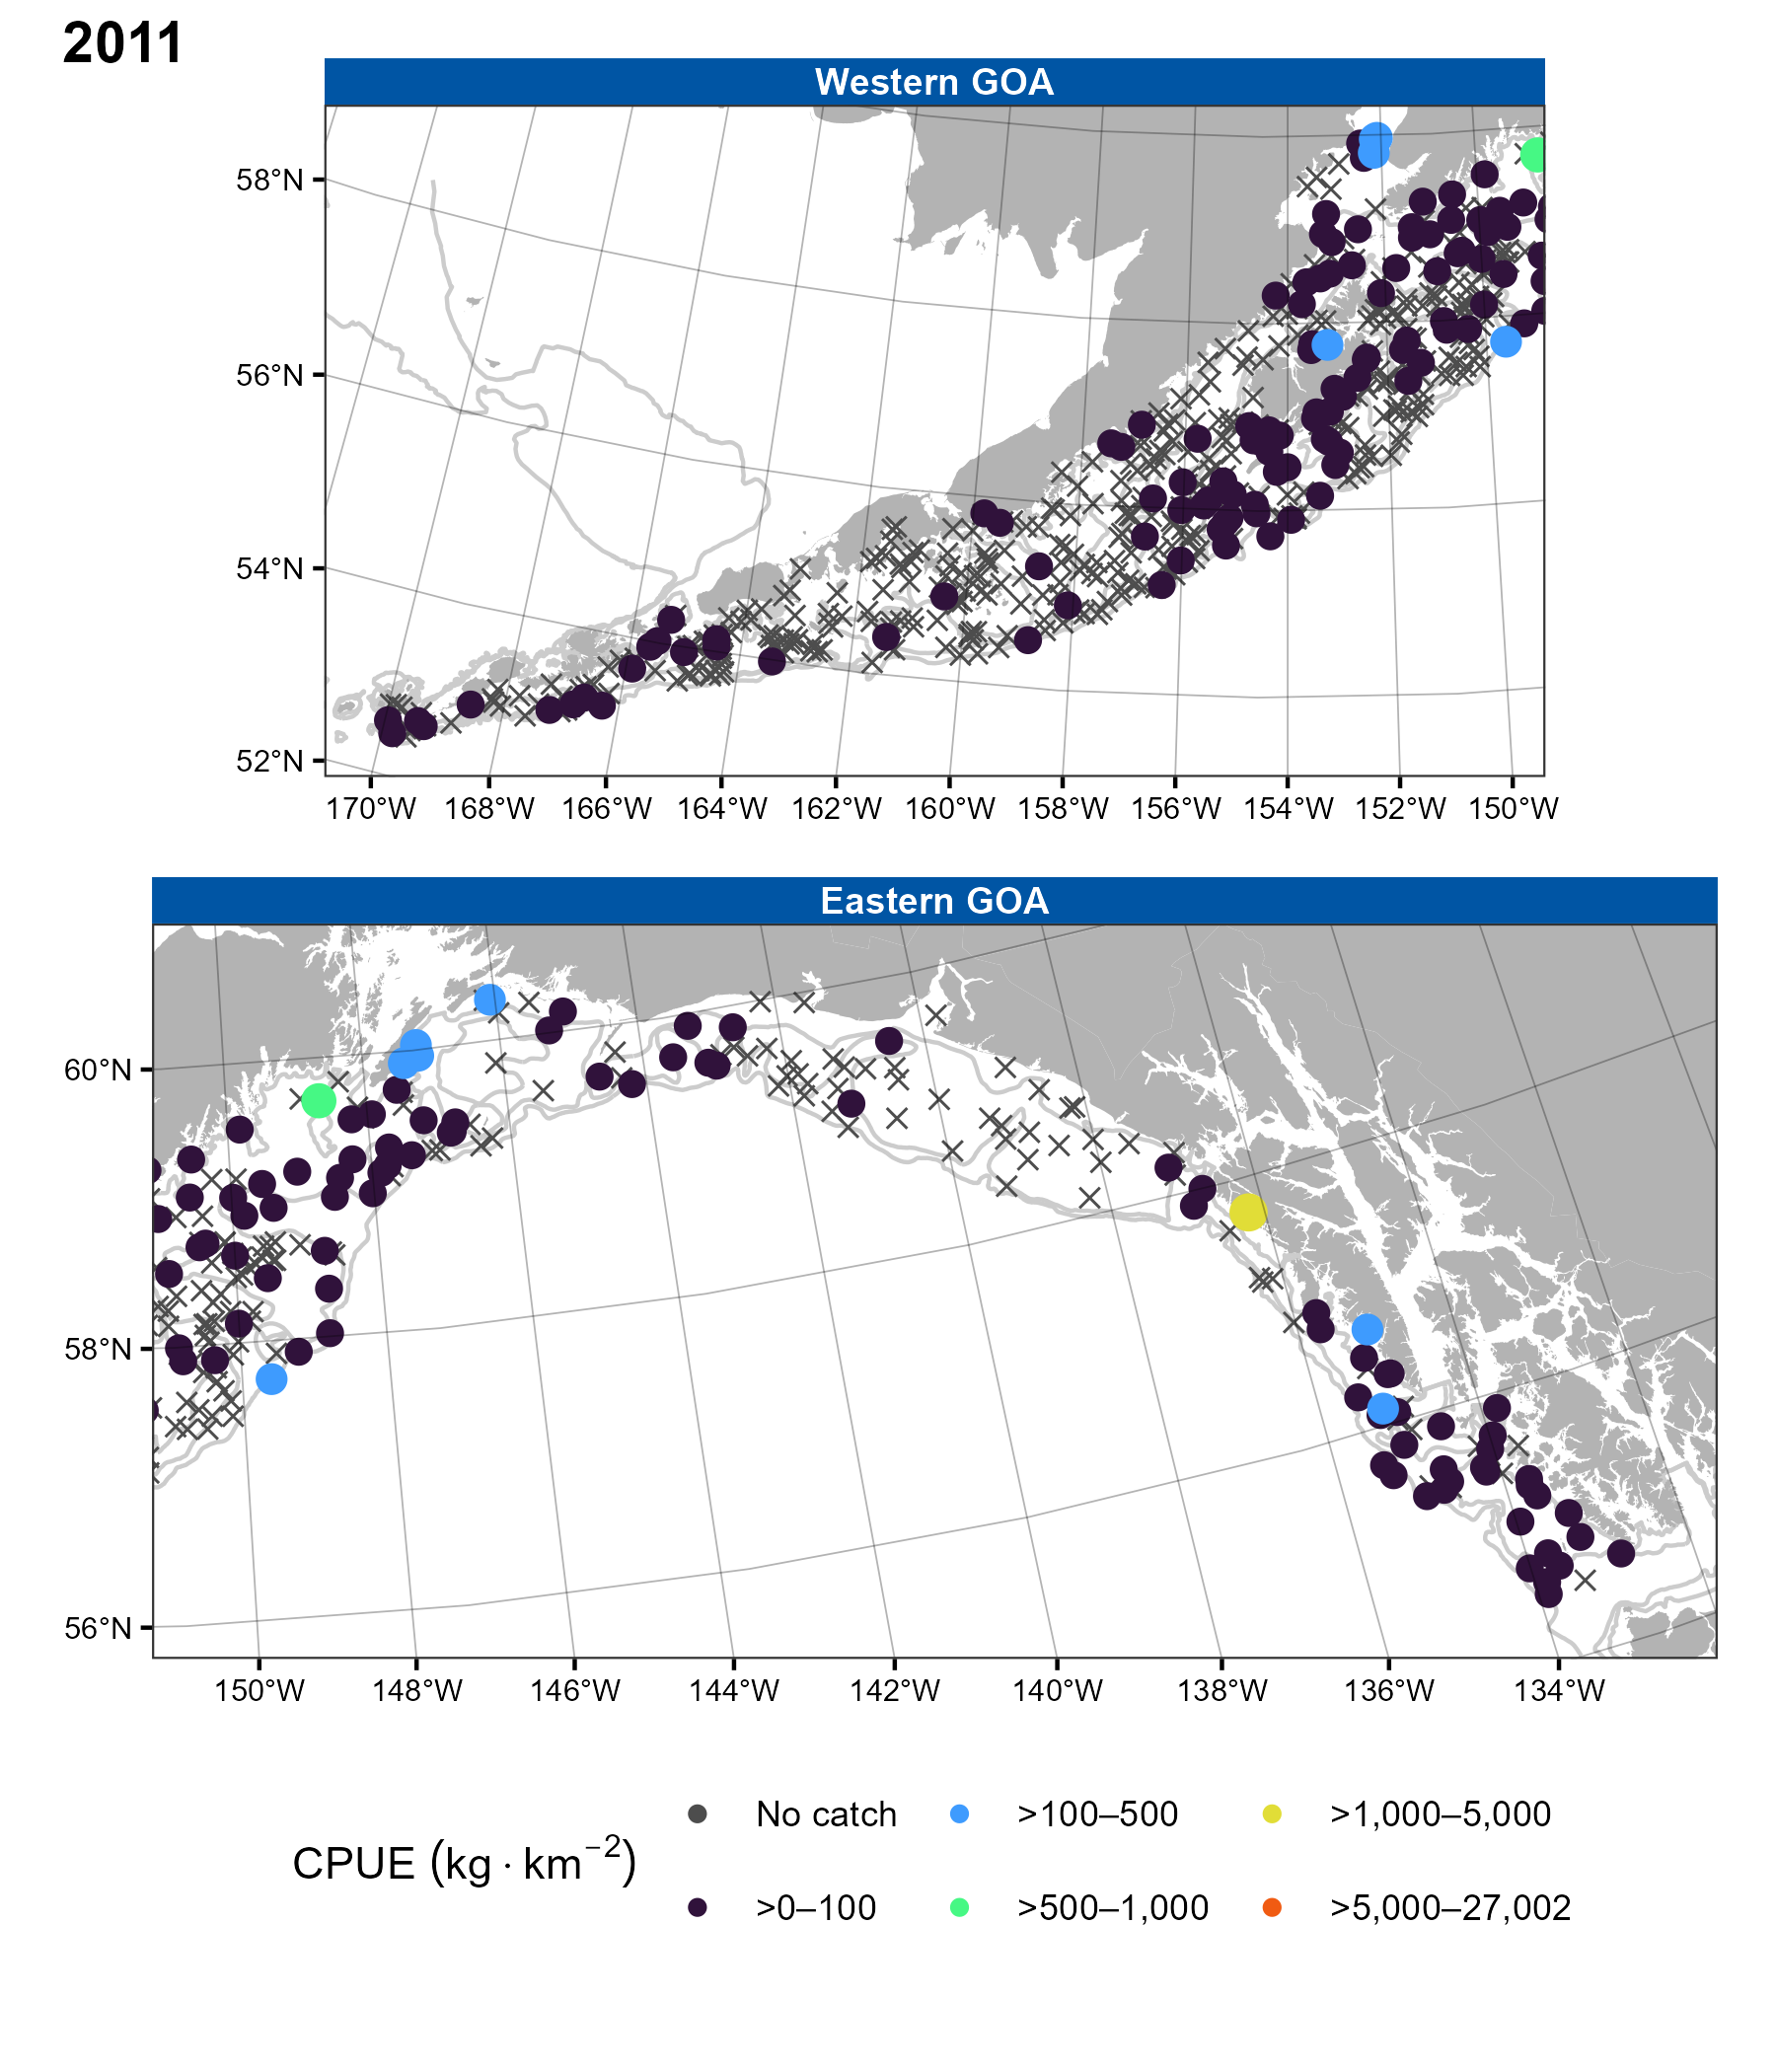 2011
Western GOA
58°N
56°N
54°N
52°N
170°W 168°W 166°W 164°W 162°W 160°W 158°W 156°W 154°W 152°W 150°W
Eastern GOA
60°N
58°N
56°N
150°W 148°W 146°W 144°W 142°W 140°W 138°W 136°W 134°W
CPUE (kg · km⁻²)
No catch >100–500 >1,000–5,000
>0–100 >500–1,000 >5,000–27,002